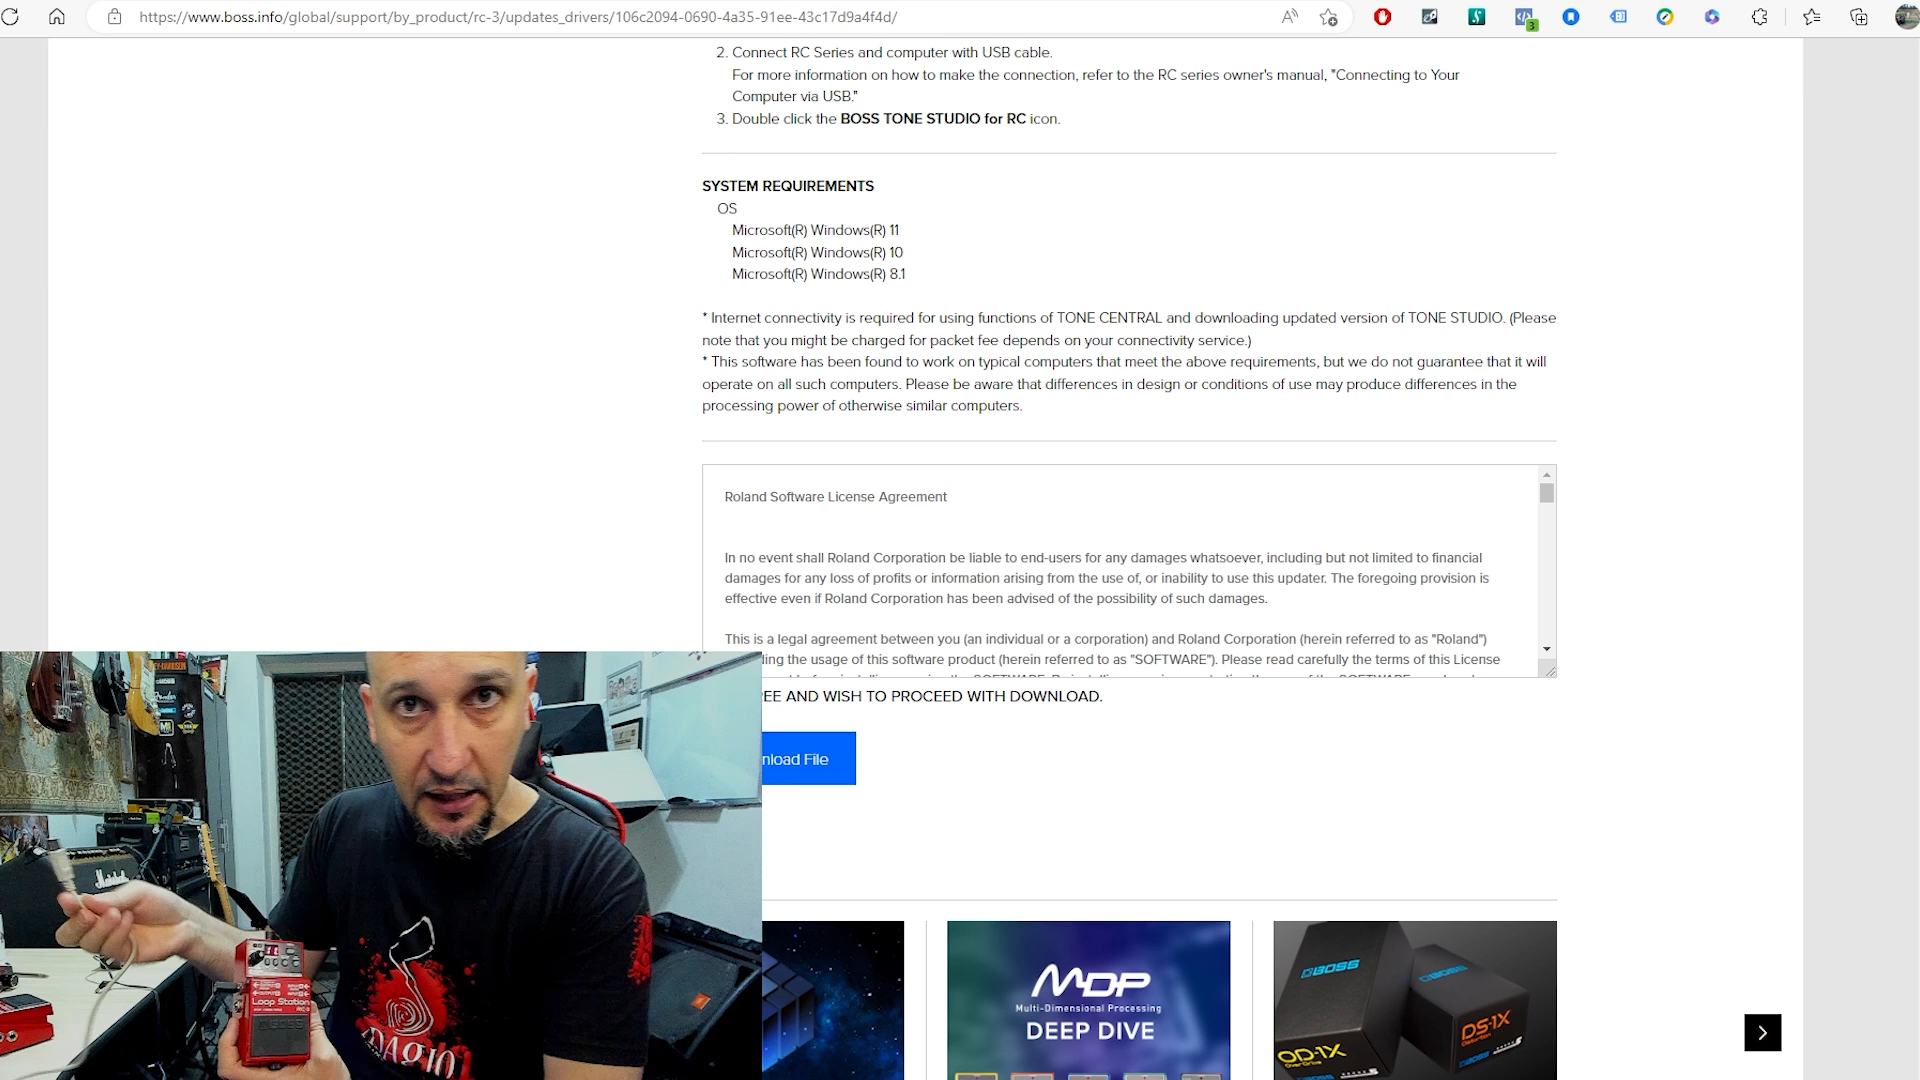 https://www.boss.info/global/support/by_product/rc-3/updates_drivers/106c2094-0690-4a35-91ee-43c17d9a4f4d/
3
2. Connect RC Series and computer with USB cable.
For more information on how to make the connection, refer to the RC series owner's manual, "Connecting to Your
Computer via USB."
3. Double click the BOSS TONE STUDIO for RC icon.
SYSTEM REQUIREMENTS
OS
Microsoft(R) Windows(R) 11
Microsoft(R) Windows(R) 10
Microsoft(R) Windows(R) 8.1
* Internet connectivity is required for using functions of TONE CENTRAL and downloading updated version of TONE STUDIO. (Please
note that you might be charged for packet fee depends on your connectivity service.)
* This software has been found to work on typical computers that meet the above requirements, but we do not guarantee that it will
operate on all such computers. Please be aware that differences in design or conditions of use may produce differences in the
processing power of otherwise similar computers.
Roland Software License Agreement
In no event shall Roland Corporation be liable to end-users for any damages whatsoever, including but not limited to financial
damages for any loss of profits or information arising from the use of, or inability to use this updater. The foregoing provision is
effective even if Roland Corporation has been advised of the possibility of such damages.
This is a legal agreement between you (an individual or a corporation) and Roland Corporation (herein referred to as "Roland")
ding the usage of this software product (herein referred to as "SOFTWARE"). Please read carefully the terms of this License
EE AND WISH TO PROCEED WITH DOWNLOAD.
nload File
Marshall
Loop Station
BOSS
JBL
MDP
Multi-Dimensional Processing
DEEP DIVE
BOSS
BOSS
OD-1X
OverDrive
DS-1X
Distortion